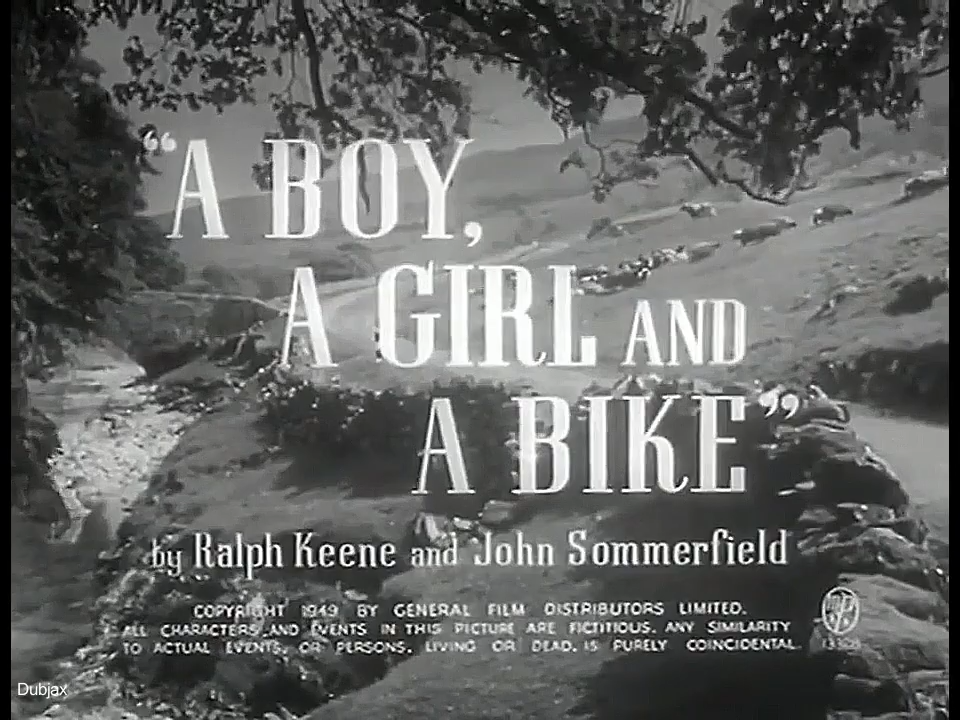 “A BOY,
A GIRL AND
A BIKE”
by Ralph Keene and John Sommerfield
COPYRIGHT 1949 BY GENERAL FILM DISTRIBUTORS LIMITED.
ALL CHARACTERS AND EVENTS IN THIS PICTURE ARE FICTITIOUS. ANY SIMILARITY
TO ACTUAL EVENTS, OR PERSONS, LIVING OR DEAD, IS PURELY COINCIDENTAL.
Dubjax